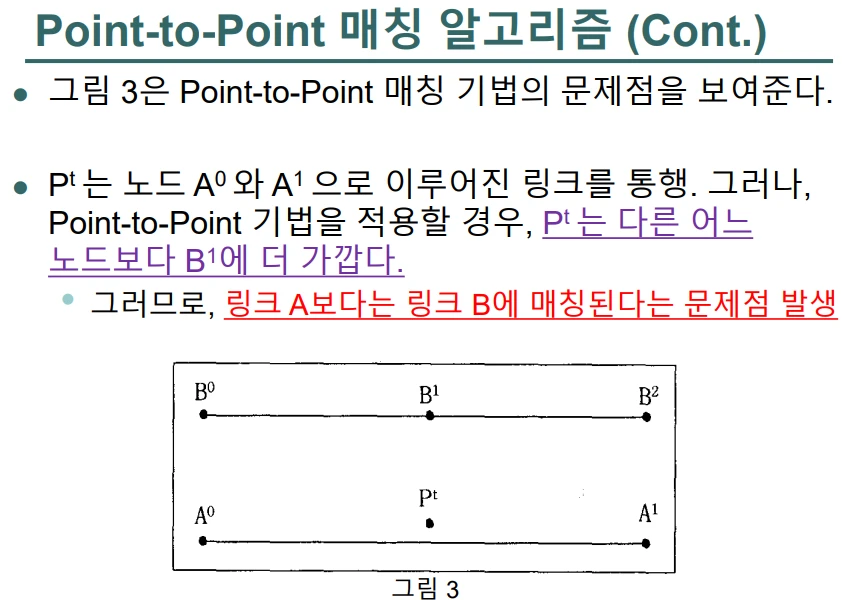 Point-to-Point 매칭 알고리즘 (Cont.)
그림 3은 Point-to-Point 매칭 기법의 문제점을 보여준다.
Pᵗ 는 노드 A⁰ 와 A¹ 으로 이루어진 링크를 통행. 그러나,
Point-to-Point 기법을 적용할 경우, Pᵗ 는 다른 어느
노드보다 B¹에 더 가깝다.
그러므로, 링크 A보다는 링크 B에 매칭된다는 문제점 발생
B⁰ B¹ B²
Pᵗ
A⁰ A¹
그림 3